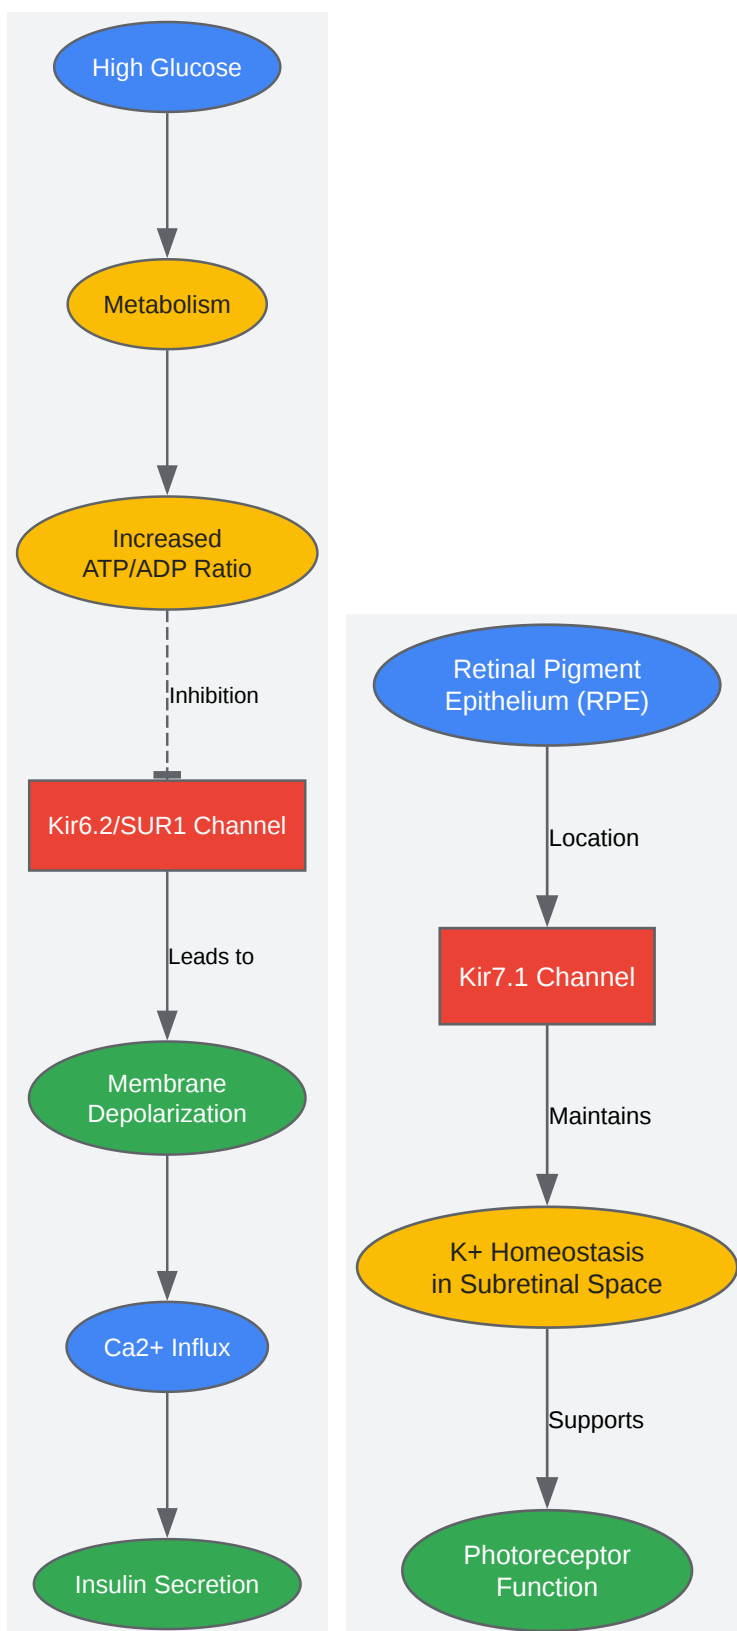 High Glucose
Metabolism
Increased
ATP/ADP Ratio
Inhibition
Kir6.2/SUR1 Channel
Leads to
Membrane
Depolarization
Ca2+ Influx
Insulin Secretion
Retinal Pigment
Epithelium (RPE)
Location
Kir7.1 Channel
Maintains
K+ Homeostasis
in Subretinal Space
Supports
Photoreceptor
Function